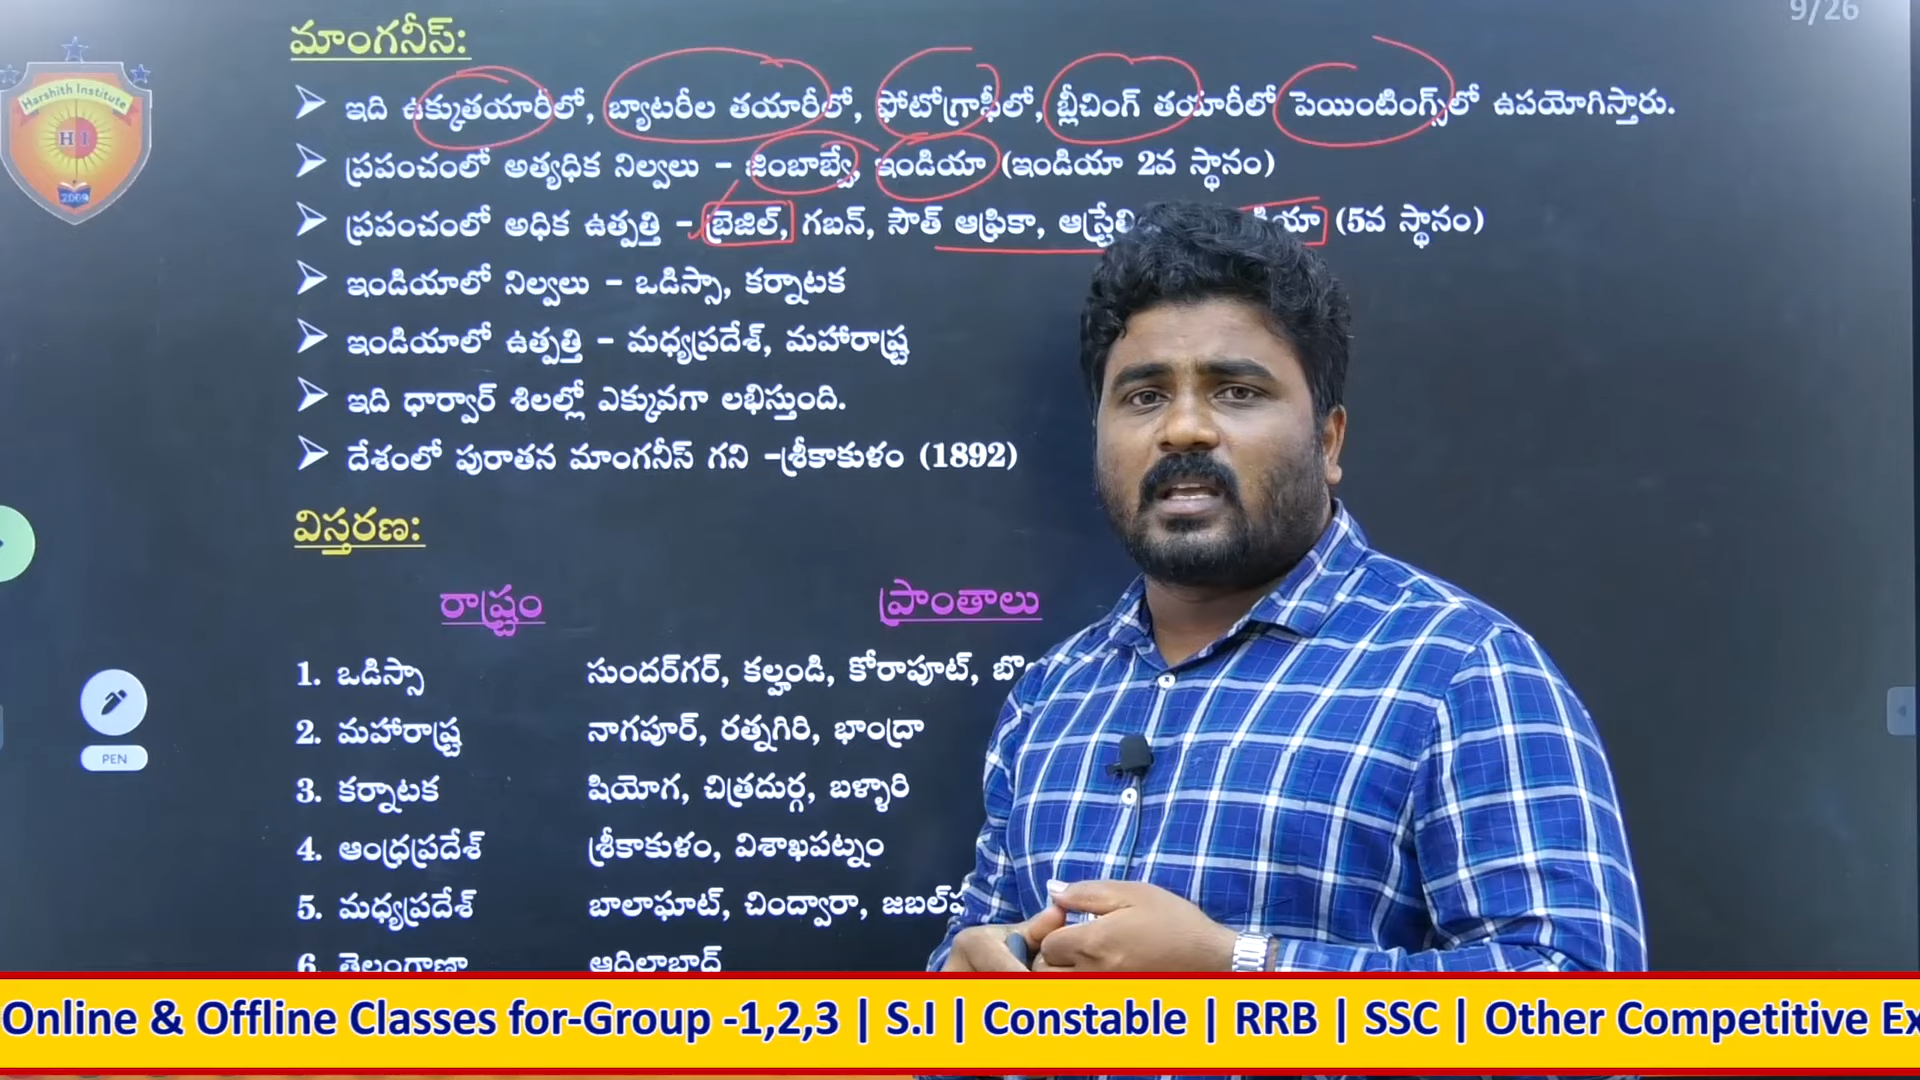 9/26
మాంగనీస్:
Harshith Institute
H I
2009
➢ ఇది ఉక్కుతయారీలో, బ్యాటరీల తయారీలో, ఫోటోగ్రాఫీలో, బ్లీచింగ్ తయారీలో పెయింటింగ్స్‌లో ఉపయోగిస్తారు.
➢ ప్రపంచంలో అత్యధిక నిల్వలు - జింబాబ్వే, ఇండియా (ఇండియా 2వ స్థానం)
➢ ప్రపంచంలో అధిక ఉత్పత్తి - బ్రెజిల్, గబన్, సౌత్ ఆఫ్రికా, (5వ స్థానం)
➢ ఇండియాలో నిల్వలు - ఒడిస్సా, కర్నాటక
➢ ఇండియాలో ఉత్పత్తి - మధ్యప్రదేశ్, మహారాష్ట్ర
➢ ఇది ధార్వార్ శిలల్లో ఎక్కువగా లభిస్తుంది.
➢ దేశంలో పురాతన మాంగనీస్ గని -శ్రీకాకుళం (1892)
విస్తరణ:
రాష్ట్రం ప్రాంతాలు
1. ఒడిస్సా సుందర్‌గర్, కల్హండి, కోరాపూట్,
2. మహారాష్ట్ర నాగపూర్, రత్నగిరి, భాంద్రా
3. కర్నాటక షియోగ, చిత్రదుర్గ, బళ్ళారి
4. ఆంధ్రప్రదేశ్ శ్రీకాకుళం, విశాఖపట్నం
5. మధ్యప్రదేశ్ బాలాఘాట్, చింద్వారా,
6. తెలంగాణా ఆదిలాబాద్
PEN
Online & Offline Classes for-Group -1,2,3 | S.I | Constable | RRB | SSC | Other Competitive Ex